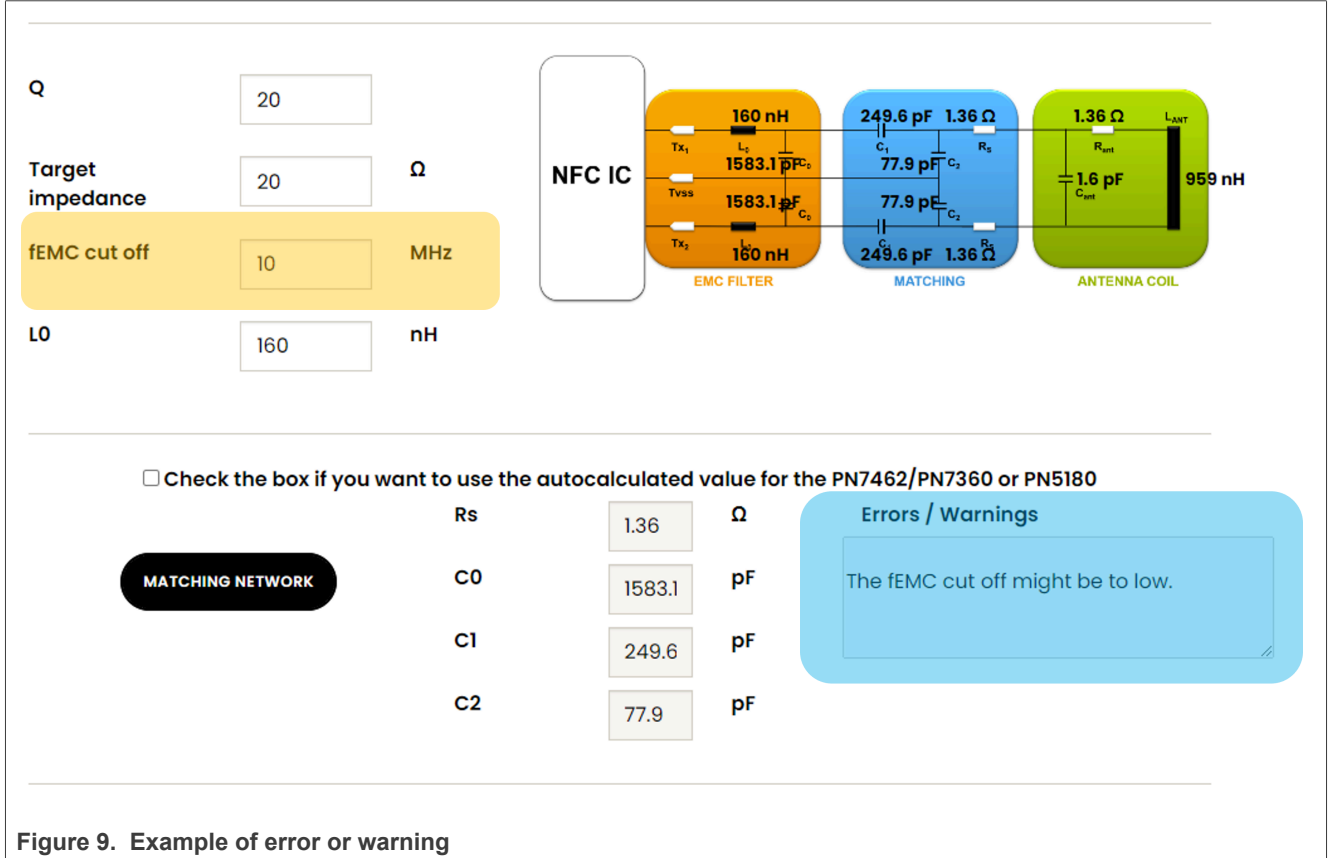 Q
20
Target
impedance
20
Ω
fEMC cut off
10
MHz
L0
160
nH
NFC IC
160 nH
Tx1
L0
1583.1 pF
C0
Tvss
1583.1 pF
C0
Tx2
L0
160 nH
EMC FILTER
249.6 pF 1.36 Ω
C1
Rs
77.9 pF
C2
77.9 pF
C2
C1
Rs
249.6 pF 1.36 Ω
MATCHING
1.36 Ω
LANT
Rant
1.6 pF
Cant
959 nH
ANTENNA COIL
Check the box if you want to use the autocalculated value for the PN7462/PN7360 or PN5180
Rs
1.36
Ω
Errors / Warnings
MATCHING NETWORK
C0
1583.1
pF
The fEMC cut off might be to low.
C1
249.6
pF
C2
77.9
pF
Figure 9. Example of error or warning